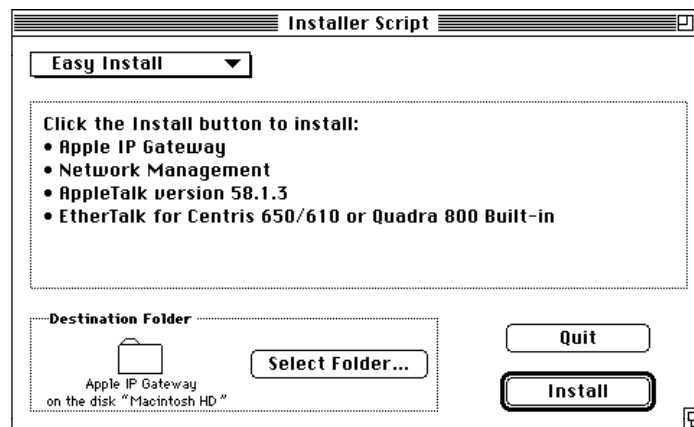 Installer Script
Easy Install
Click the Install button to install:
• Apple IP Gateway
• Network Management
• AppleTalk version 58.1.3
• EtherTalk for Centris 650/610 or Quadra 800 Built-in
Destination Folder
Apple IP Gateway
on the disk “Macintosh HD”
Select Folder...
Quit
Install